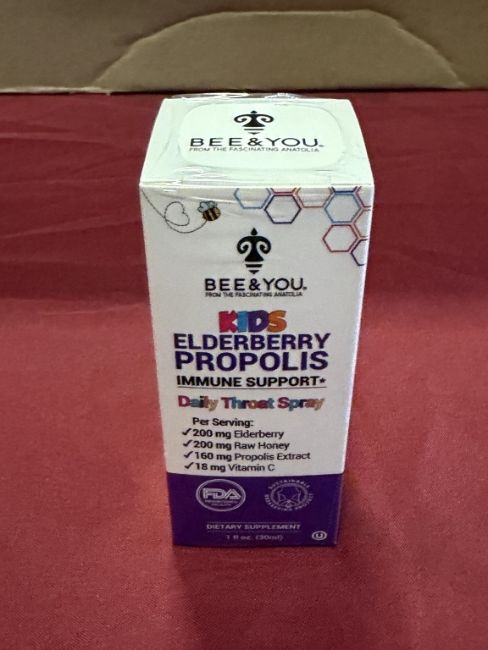 BEE&YOU®
FROM THE FASCINATING ANATOLIA
BEE&YOU®
FROM THE FASCINATING ANATOLIA
KiDS
ELDERBERRY
PROPOLIS
IMMUNE SUPPORT*
Daily Throat Spray
Per Serving:
✓200 mg Elderberry
✓200 mg Raw Honey
✓160 mg Propolis Extract
✓18 mg Vitamin C
FDA
DIETARY SUPPLEMENT
1 fl oz. (30ml)
U